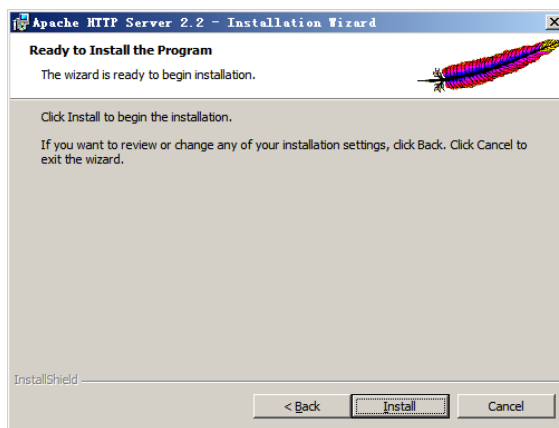 Apache HTTP Server 2.2 - Installation Wizard
Ready to Install the Program
The wizard is ready to begin installation.
Click Install to begin the installation.
If you want to review or change any of your installation settings, click Back. Click Cancel to
exit the wizard.
InstallShield
< Back Install Cancel